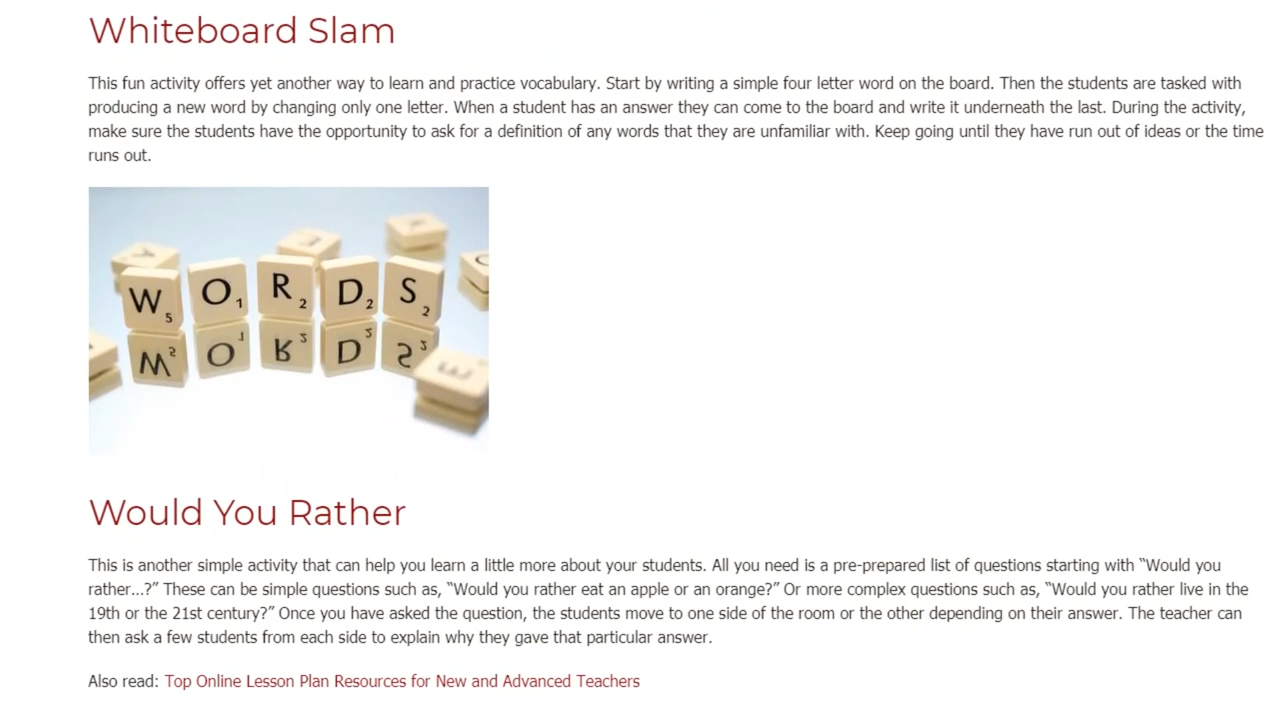 Whiteboard Slam
This fun activity offers yet another way to learn and practice vocabulary. Start by writing a simple four letter word on the board. Then the students are tasked with
producing a new word by changing only one letter. When a student has an answer they can come to the board and write it underneath the last. During the activity,
make sure the students have the opportunity to ask for a definition of any words that they are unfamiliar with. Keep going until they have run out of ideas or the time
runs out.
W5 O1 R2 D2 S2
Would You Rather
This is another simple activity that can help you learn a little more about your students. All you need is a pre-prepared list of questions starting with “Would you
rather...?” These can be simple questions such as, “Would you rather eat an apple or an orange?” Or more complex questions such as, “Would you rather live in the
19th or the 21st century?” Once you have asked the question, the students move to one side of the room or the other depending on their answer. The teacher can
then ask a few students from each side to explain why they gave that particular answer.
Also read: Top Online Lesson Plan Resources for New and Advanced Teachers